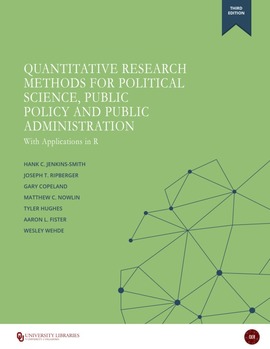 THIRD
EDITION
QUANTITATIVE RESEARCH
METHODS FOR POLITICAL
SCIENCE, PUBLIC
POLICY AND PUBLIC
ADMINISTRATION
With Applications in R
HANK C. JENKINS-SMITH
JOSEPH T. RIPBERGER
GARY COPELAND
MATTHEW C. NOWLIN
TYLER HUGHES
AARON L. FISTER
WESLEY WEHDE
UNIVERSITY LIBRARIES